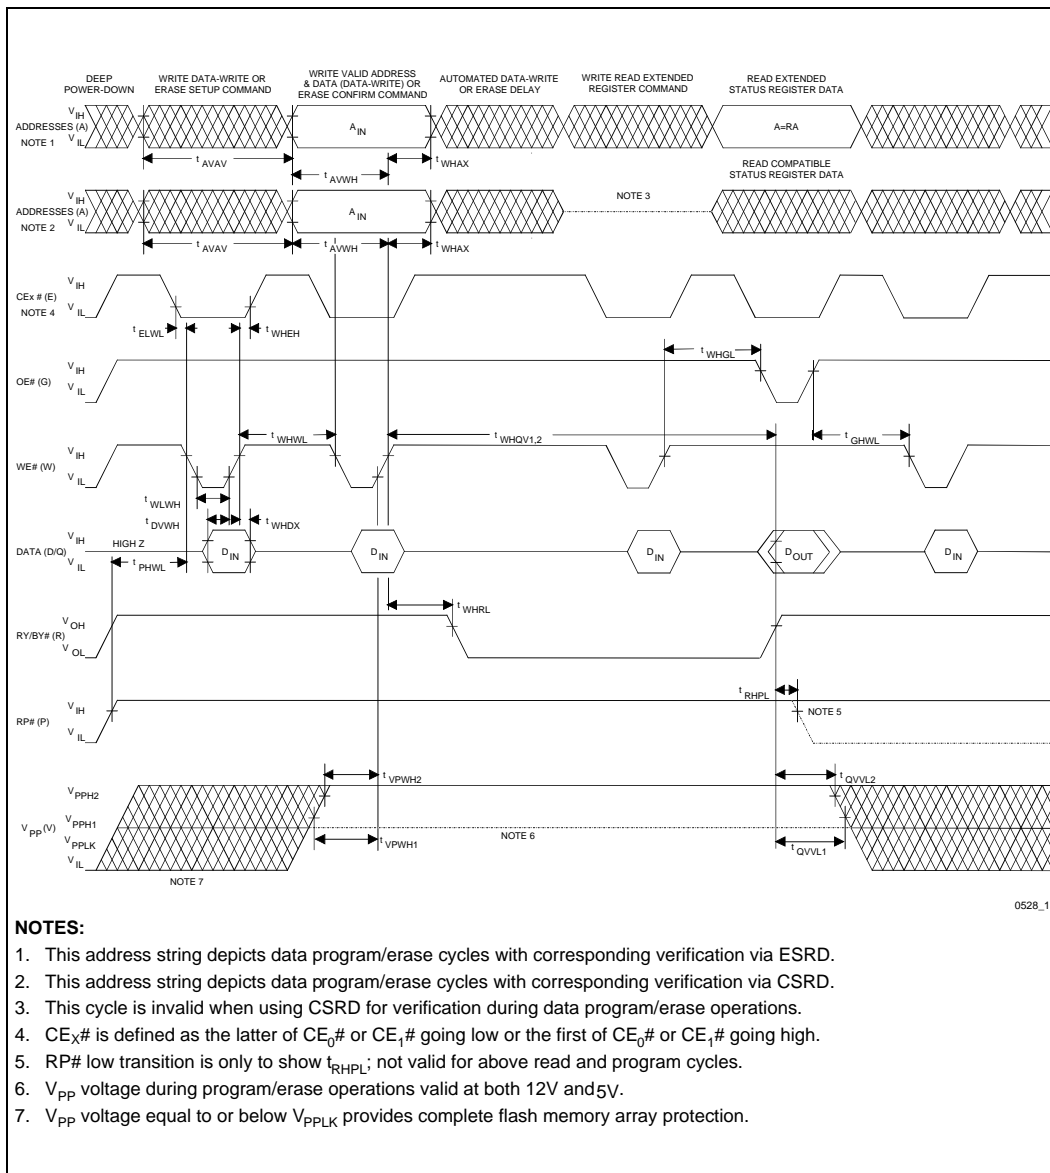 DEEP
POWER-DOWN
WRITE DATA-WRITE OR
ERASE SETUP COMMAND
WRITE VALID ADDRESS
& DATA (DATA-WRITE) OR
ERASE CONFIRM COMMAND
AUTOMATED DATA-WRITE
OR ERASE DELAY
WRITE READ EXTENDED
REGISTER COMMAND
READ EXTENDED
STATUS REGISTER DATA
V IH
ADDRESSES (A)
NOTE 1 V IL
A IN
A=RA
t AVAV
t WHAX
t AVWH
READ COMPATIBLE
STATUS REGISTER DATA
V IH
ADDRESSES (A)
NOTE 2 V IL
A IN
NOTE 3
t AVAV
t AVWH
t WHAX
V IH
CEx # (E)
NOTE 4 V IL
t ELWL
t WHEH
t WHGL
V IH
OE# (G)
V IL
t WHWL
t WHQV1,2
t GHWL
V IH
WE# (W)
V IL
t WLWH
t DVWH
t WHDX
V IH
DATA (D/Q)
V IL
HIGH Z
D IN
D IN
D IN
D OUT
D IN
t PHWL
t WHRL
V OH
RY/BY# (R)
V OL
t RHPL
V IH
RP# (P)
V IL
NOTE 5
t VPWH2
t QVVL2
V PPH2
V PP (V)
V PPH1
V PPLK
V IL
t VPWH1
NOTE 6
t QVVL1
NOTE 7
0528_1
NOTES:
1. This address string depicts data program/erase cycles with corresponding verification via ESRD.
2. This address string depicts data program/erase cycles with corresponding verification via CSRD.
3. This cycle is invalid when using CSRD for verification during data program/erase operations.
4. CEX# is defined as the latter of CE0# or CE1# going low or the first of CE0# or CE1# going high.
5. RP# low transition is only to show tRHPL; not valid for above read and program cycles.
6. VPP voltage during program/erase operations valid at both 12V and 5V.
7. VPP voltage equal to or below VPPLK provides complete flash memory array protection.